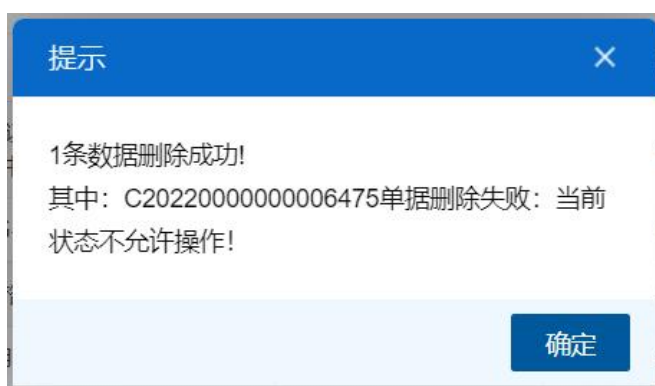 提示
1条数据删除成功!
其中：C20220000000006475单据删除失败：当前
状态不允许操作！
确定